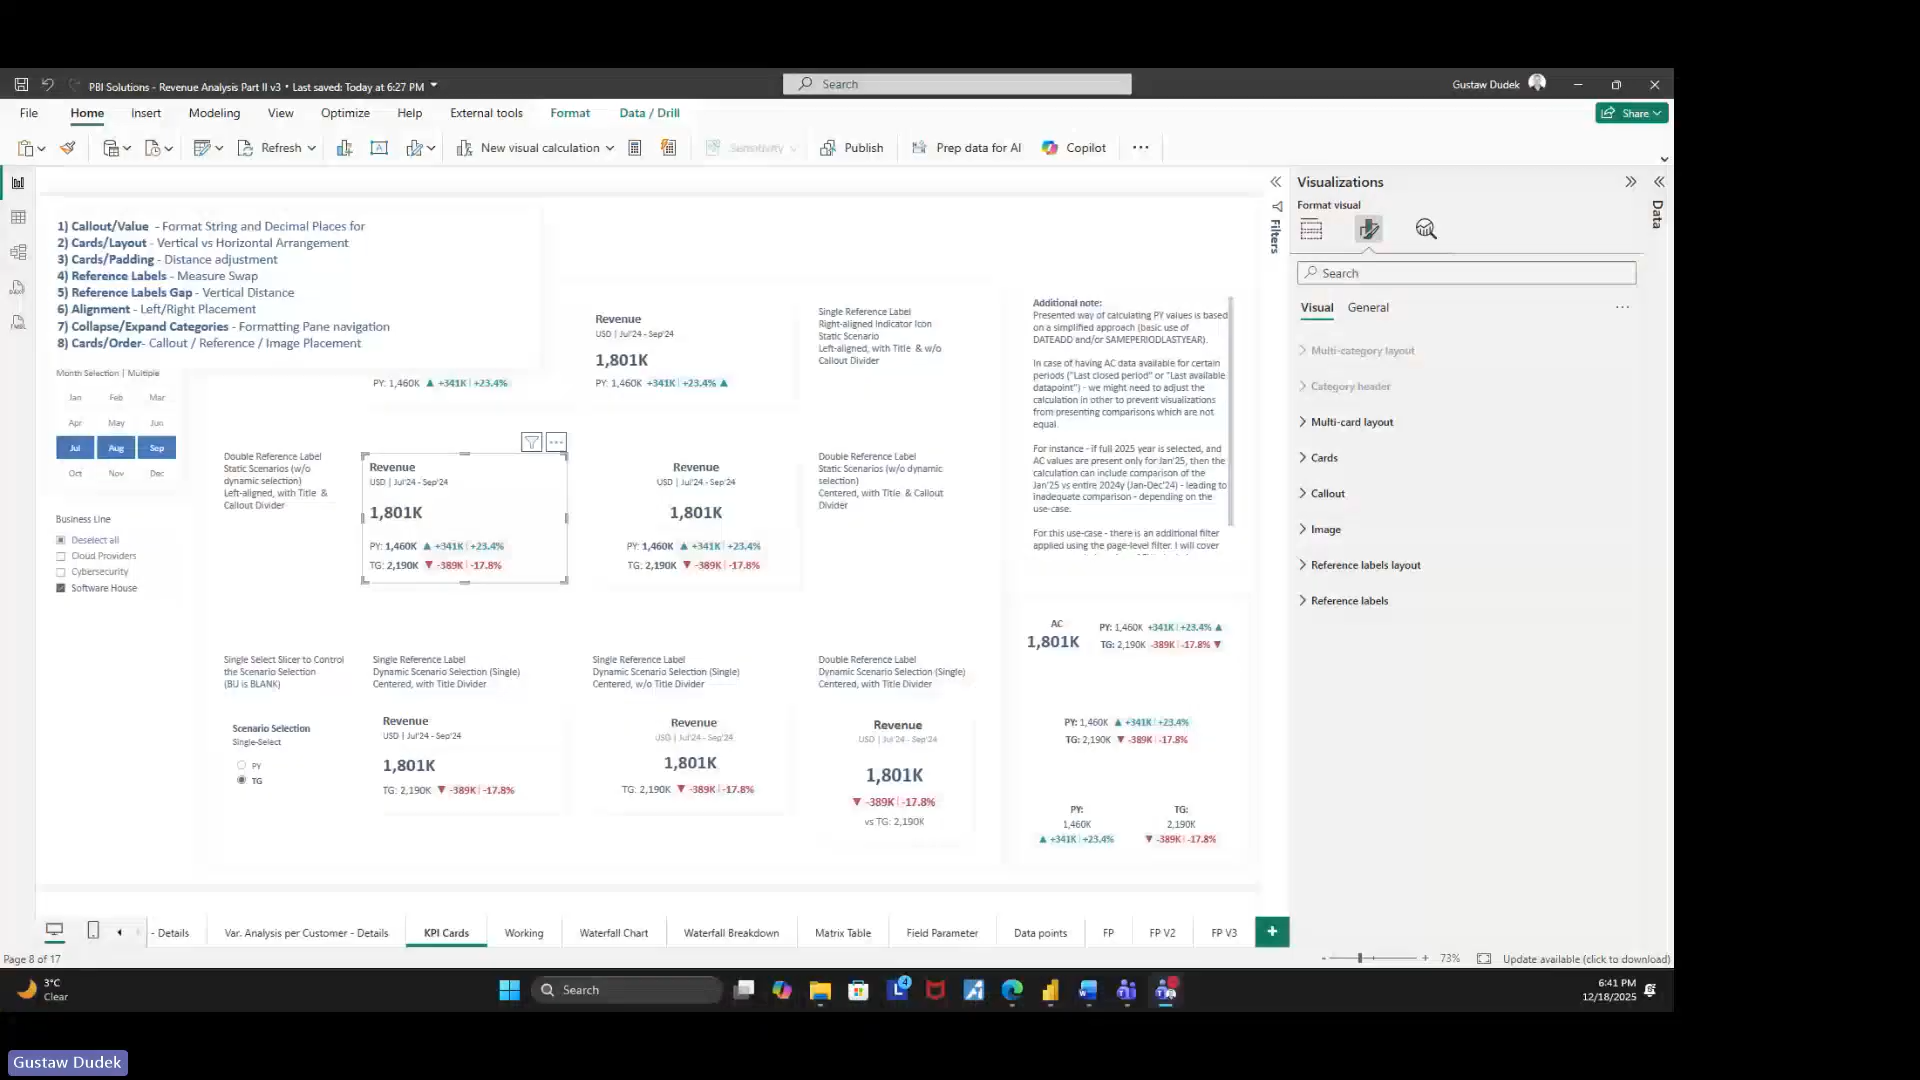 PBI Solutions - Revenue Analysis Part II v3 • Last saved: Today at 6:27 PM
Search
Gustaw Dudek
File
Home
Insert
Modeling
View
Optimize
Help
External tools
Format
Data / Drill
Share
Refresh
New visual calculation
Sensitivity
Publish
Prep data for AI
Copilot
1) Callout/Value - Format String and Decimal Places for
2) Cards/Layout - Vertical vs Horizontal Arrangement
3) Cards/Padding - Distance adjustment
4) Reference Labels - Measure Swap
5) Reference Labels Gap - Vertical Distance
6) Alignment - Left/Right Placement
7) Collapse/Expand Categories - Formatting Pane navigation
8) Cards/Order- Callout / Reference / Image Placement
Month Selection | Multiple
Jan Feb Mar
Apr May Jun
Jul Aug Sep
Oct Nov Dec
Business Line
Deselect all
Cloud Providers
Cybersecurity
Software House
PY: 1,460K ▲ +341K | +23.4%
Revenue
USD | Jul'24 - Sep'24
1,801K
PY: 1,460K +341K | +23.4% ▲
Single Reference Label
Right-aligned Indicator Icon
Static Scenario
Left-aligned, with Title & w/o
Callout Divider
Double Reference Label
Static Scenarios (w/o
dynamic selection)
Left-aligned, with Title &
Callout Divider
Revenue
USD | Jul'24 - Sep'24
1,801K
PY: 1,460K ▲ +341K | +23.4%
TG: 2,190K ▼ -389K | -17.8%
Revenue
USD | Jul'24 - Sep'24
1,801K
PY: 1,460K ▲ +341K | +23.4%
TG: 2,190K ▼ -389K | -17.8%
Double Reference Label
Static Scenarios (w/o dynamic
selection)
Centered, with Title & Callout
Divider
Single Select Slicer to Control
the Scenario Selection
(BU is BLANK)
Single Reference Label
Dynamic Scenario Selection (Single)
Centered, with Title Divider
Single Reference Label
Dynamic Scenario Selection (Single)
Centered, w/o Title Divider
Double Reference Label
Dynamic Scenario Selection (Single)
Centered, with Title Divider
Scenario Selection
Single-Select
PY
TG
Revenue
USD | Jul'24 - Sep'24
1,801K
TG: 2,190K ▼ -389K | -17.8%
Revenue
USD | Jul'24 - Sep'24
1,801K
TG: 2,190K ▼ -389K | -17.8%
Revenue
USD | Jul'24 - Sep'24
1,801K
▼ -389K | -17.8%
vs TG: 2,190K
Additional note:
Presented way of calculating PY values is based
on a simplified approach (basic use of
DATEADD and/or SAMEPERIODLASTYEAR).
In case of having AC data available for certain
periods ("Last closed period" or "Last available
datapoint") - we might need to adjust the
calculation in other to prevent visualizations
from presenting comparisons which are not
equal.
For instance - if full 2025 year is selected, and
AC values are present only for Jan'25, then the
calculation can include comparison of the
Jan'25 vs entire 2024y (Jan-Dec'24) - leading to
inadequate comparison - depending on the
use-case.
For this use-case - there is an additional filter
applied using the page-level filter. I will cover
AC
1,801K
PY: 1,460K +341K | +23.4% ▲
TG: 2,190K -389K | -17.8% ▼
PY: 1,460K ▲ +341K | +23.4%
TG: 2,190K ▼ -389K | -17.8%
PY:
1,460K
▲ +341K | +23.4%
TG:
2,190K
▼ -389K | -17.8%
Filters
Visualizations
Format visual
Search
Visual
General
Multi-category layout
Category header
Multi-card layout
Cards
Callout
Image
Reference labels layout
Reference labels
Data
- Details
Var. Analysis per Customer - Details
KPI Cards
Working
Waterfall Chart
Waterfall Breakdown
Matrix Table
Field Parameter
Data points
FP
FP V2
FP V3
Page 8 of 17
73%
Update available (click to download)
3°C
Clear
Search
4
6:41 PM
12/18/2025
Gustaw Dudek